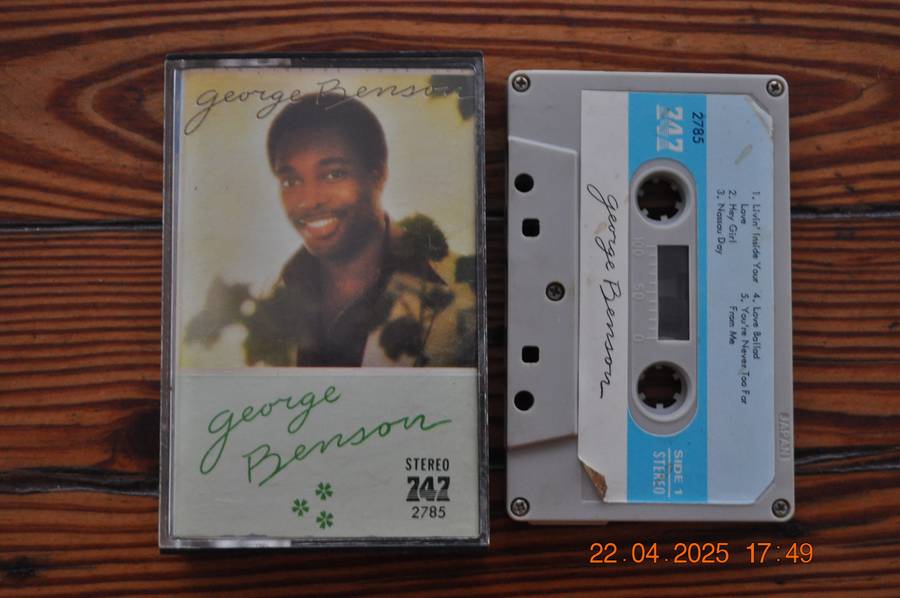 george Benson
george
Benson
STEREO
747
2785
747
2785
1. Livin' Inside Your
Love
2. Hey Girl
3. Nassau Day
4. Love Ballad
5. You're Never Too Far
From Me
george Benson
100 50 0
SIDE 1
STEREO
JAPAN
22.04.2025 17:49